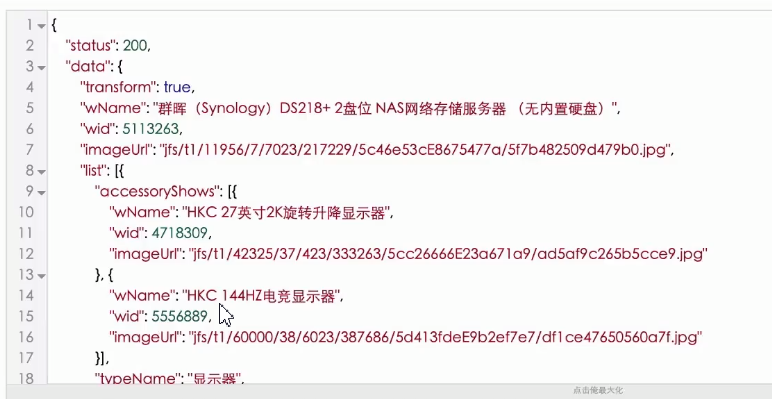 1 {
2 "status": 200,
3 "data": {
4 "transform": true,
5 "wName": "群晖（Synology）DS218+ 2盘位 NAS网络存储服务器 （无内置硬盘）",
6 "wid": 5113263,
7 "imageUrl": "jfs/t1/11956/7/7023/217229/5c46e53cE8675477a/5f7b482509d479b0.jpg",
8 "list": [{
9 "accessoryShows": [{
10 "wName": "HKC 27英寸2K旋转升降显示器",
11 "wid": 4718309,
12 "imageUrl": "jfs/t1/42325/37/423/333263/5cc26666E23a671a9/ad5af9c265b5cce9.jpg"
13 }, {
14 "wName": "HKC 144HZ电竞显示器",
15 "wid": 5556889,
16 "imageUrl": "jfs/t1/60000/38/6023/387686/5d413fdeE9b2ef7e7/df1ce47650560a7f.jpg"
17 }],
18 "typeName": "显示器",
点击俺最大化